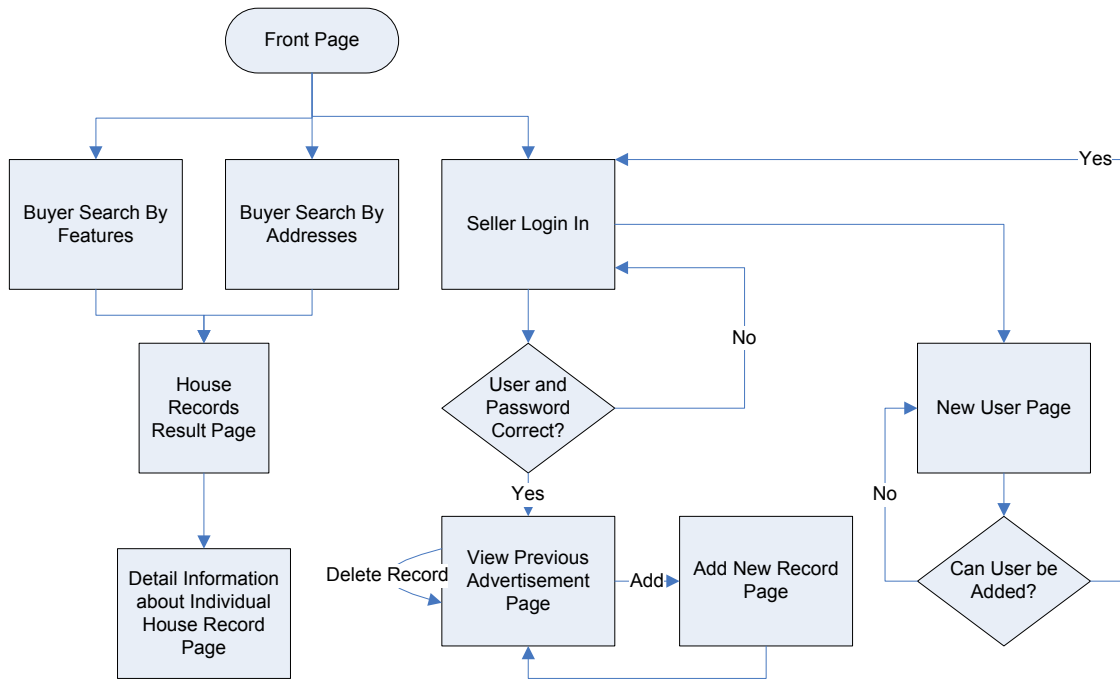 Front Page
Yes
Buyer Search By
Features
Buyer Search By
Addresses
Seller Login In
No
House
Records
Result Page
User and
Password
Correct?
New User Page
Yes
No
Detail Information
about Individual
House Record
Page
Delete Record
View Previous
Advertisement
Page
Add
Add New Record
Page
Can User be
Added?